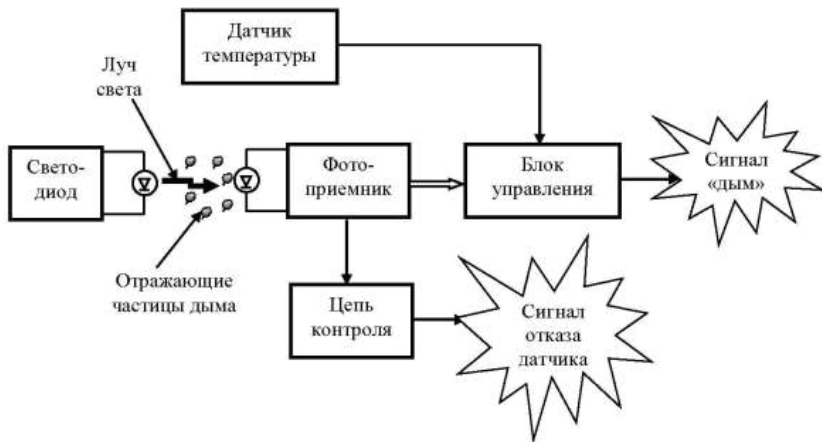 Датчик
температуры
Луч
света
Свето-
диод
Фото-
приемник
Блок
управления
Сигнал
«дым»
Отражающие
частицы дыма
Цепь
контроля
Сигнал
отказа
датчика